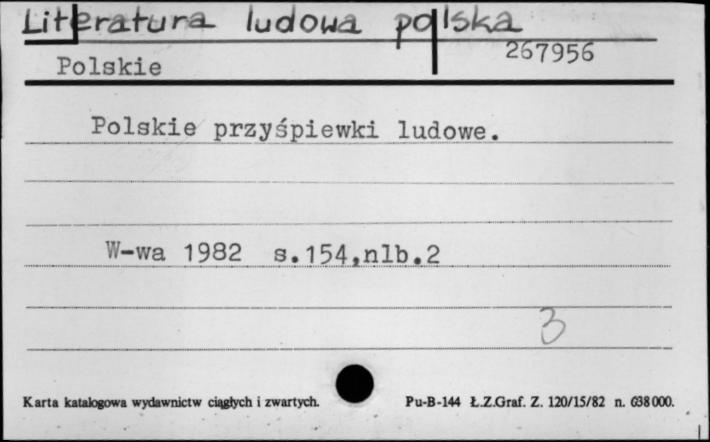 Literatura ludowa polska
267956
Polskie
Polskie przyśpiewki ludowe.
W-wa 1982 s.154,nlb.2
3
Karta katalogowa wydawnictw ciągłych i zwartych. Pu-B-144 Ł.Z.Graf. Z. 120/15/82 n. 638 000.